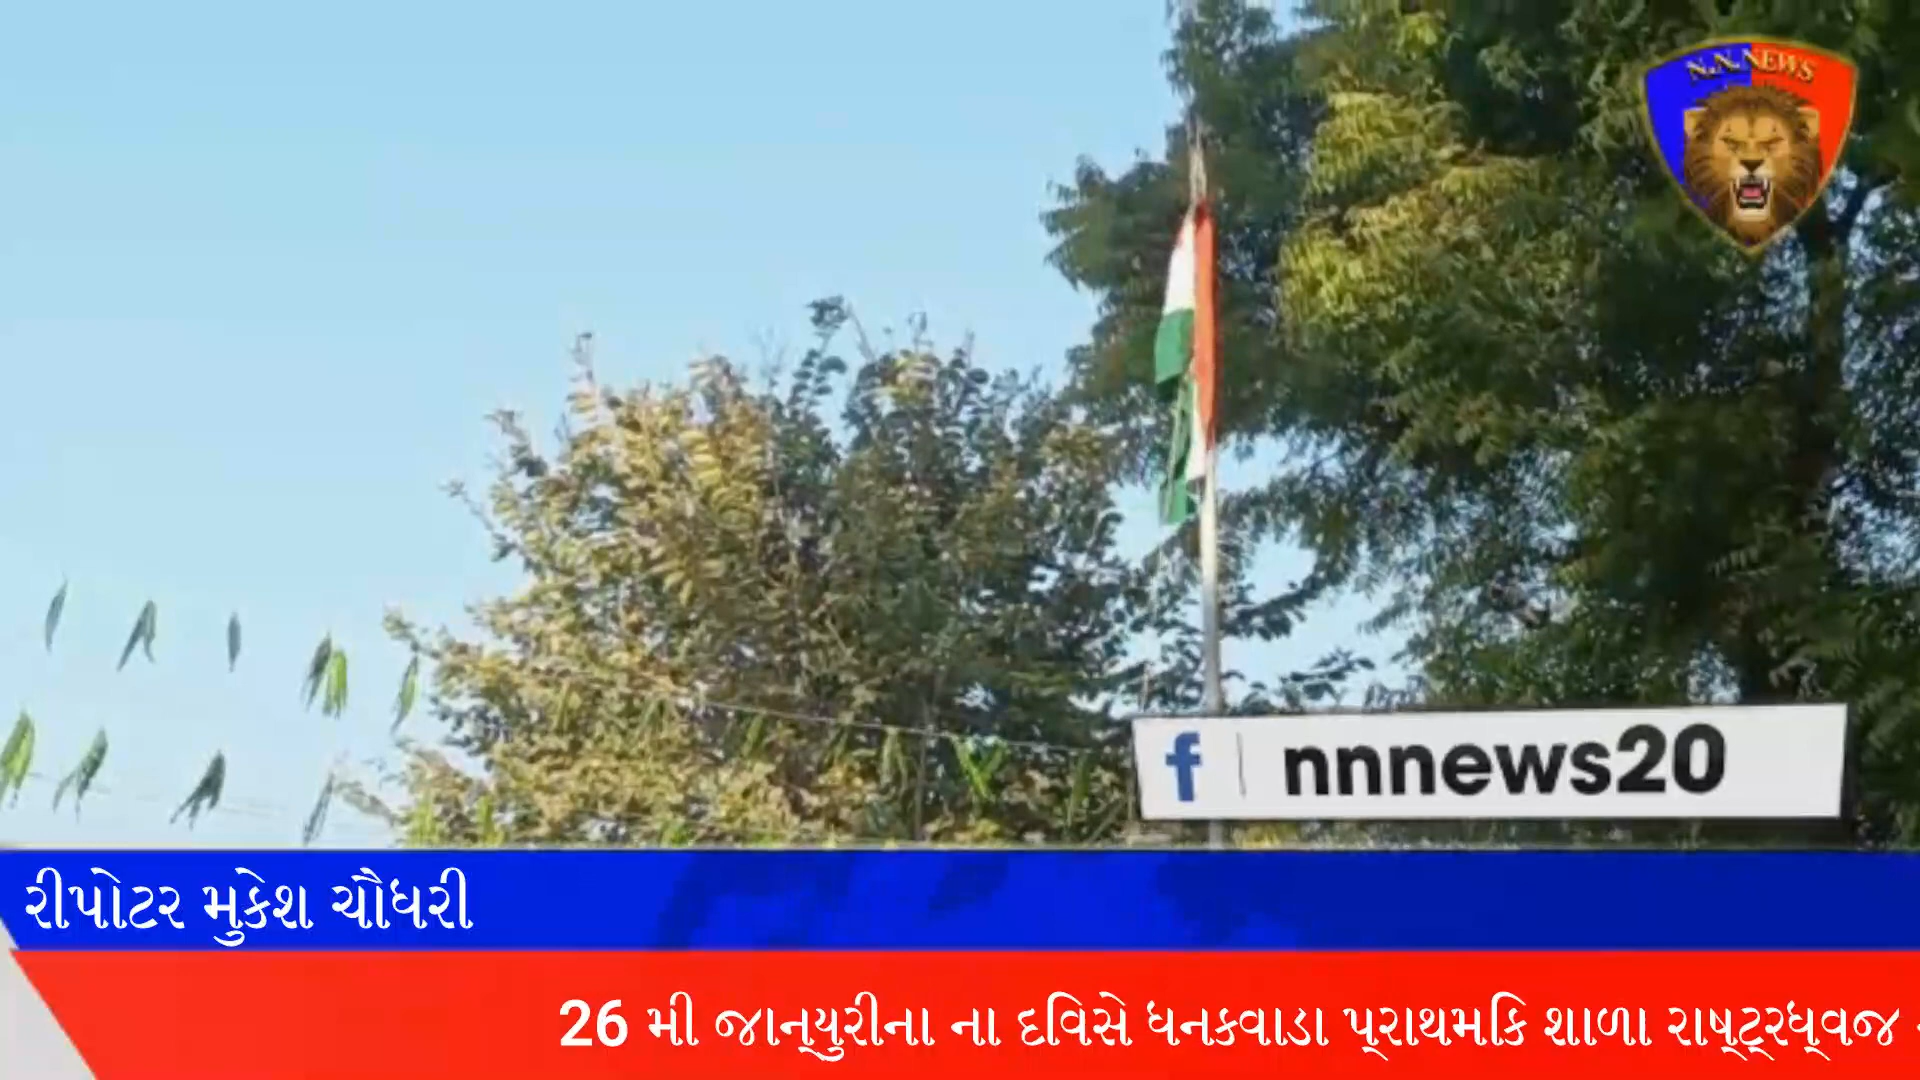 N.N.NEWS
f | nnnews20
રીપોટર મુકેશ ચૌધરી
26 મી જાન્યુરીના ના દિવસે ધનકવાડા પ્રાથમિક શાળા રાષ્ટ્રધ્વજ